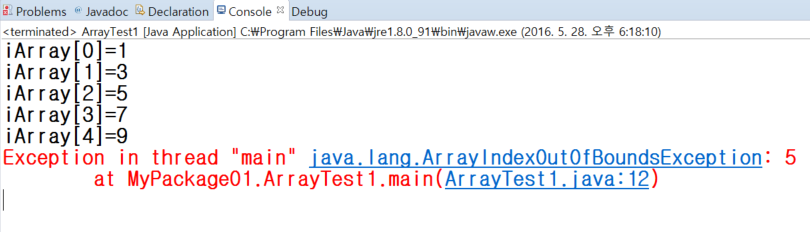 Problems @ Javadoc Declaration Console Debug
<terminated> ArrayTest1 [Java Application] C:₩Program Files₩Java₩jre1.8.0_91₩bin₩javaw.exe (2016. 5. 28. 오후 6:18:10)
iArray[0]=1
iArray[1]=3
iArray[2]=5
iArray[3]=7
iArray[4]=9
Exception in thread "main" java.lang.ArrayIndexOutOfBoundsException: 5
at MyPackage01.ArrayTest1.main(ArrayTest1.java:12)